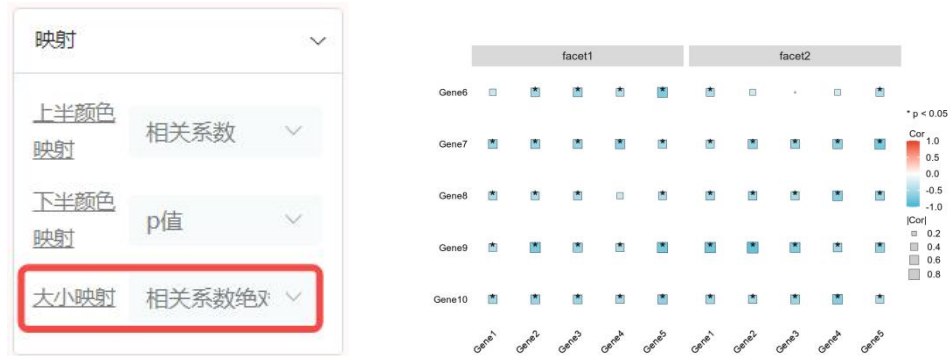 映射
上半颜色
映射
相关系数
下半颜色
映射
p值
大小映射
相关系数绝对
facet1
facet2
Gene6
Gene7
Gene8
Gene9
Gene10
Gene1
Gene2
Gene3
Gene4
Gene5
Gene1
Gene2
Gene3
Gene4
Gene5
* p < 0.05
Cor
1.0
0.5
0.0
-0.5
-1.0
|Cor|
0.2
0.4
0.6
0.8